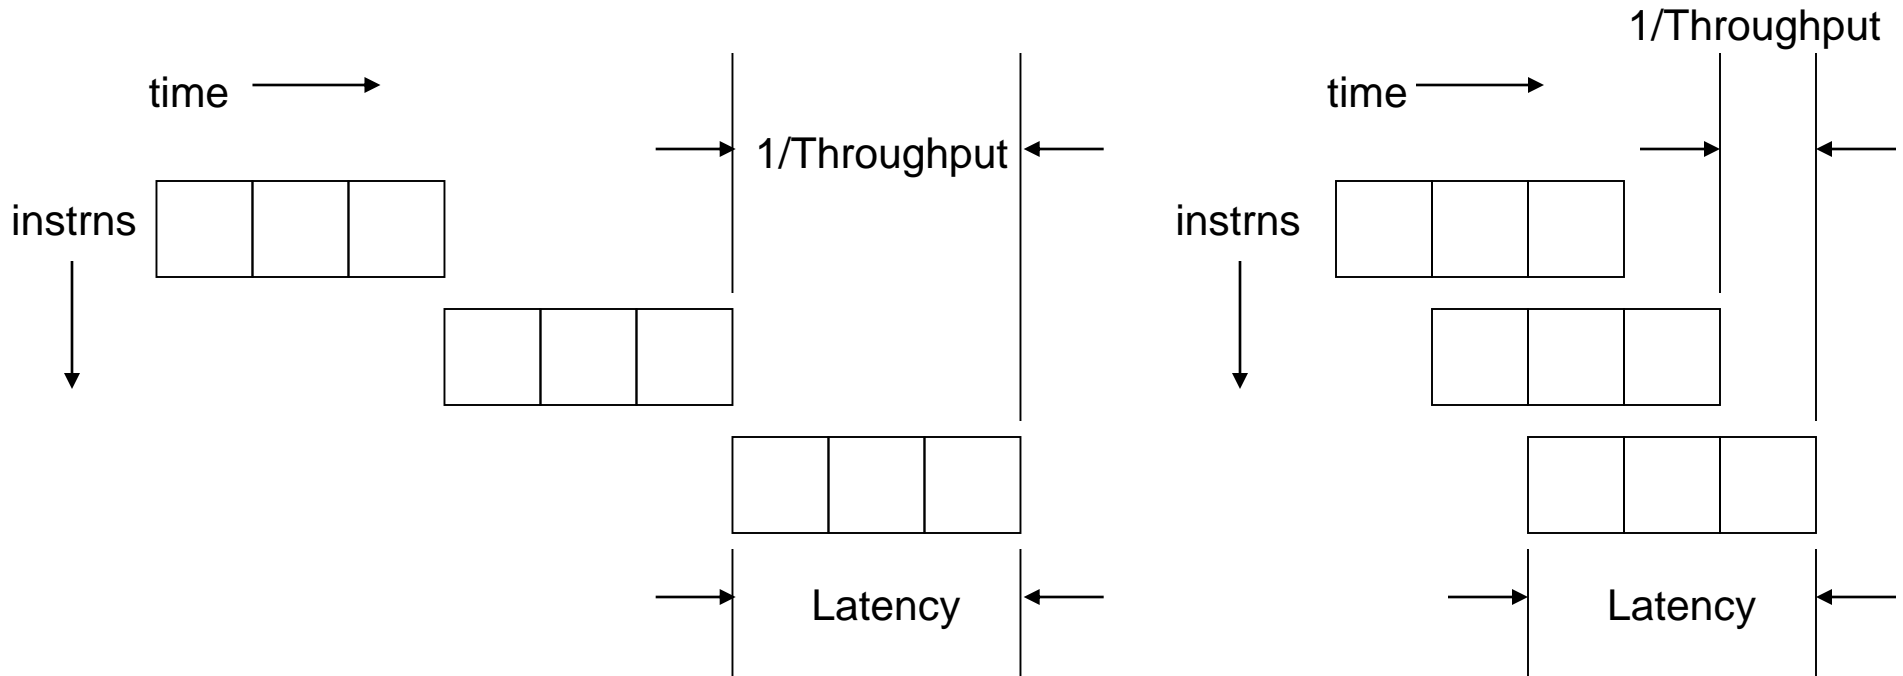 time
1/Throughput
instrns
Latency
1/Throughput
time
instrns
Latency